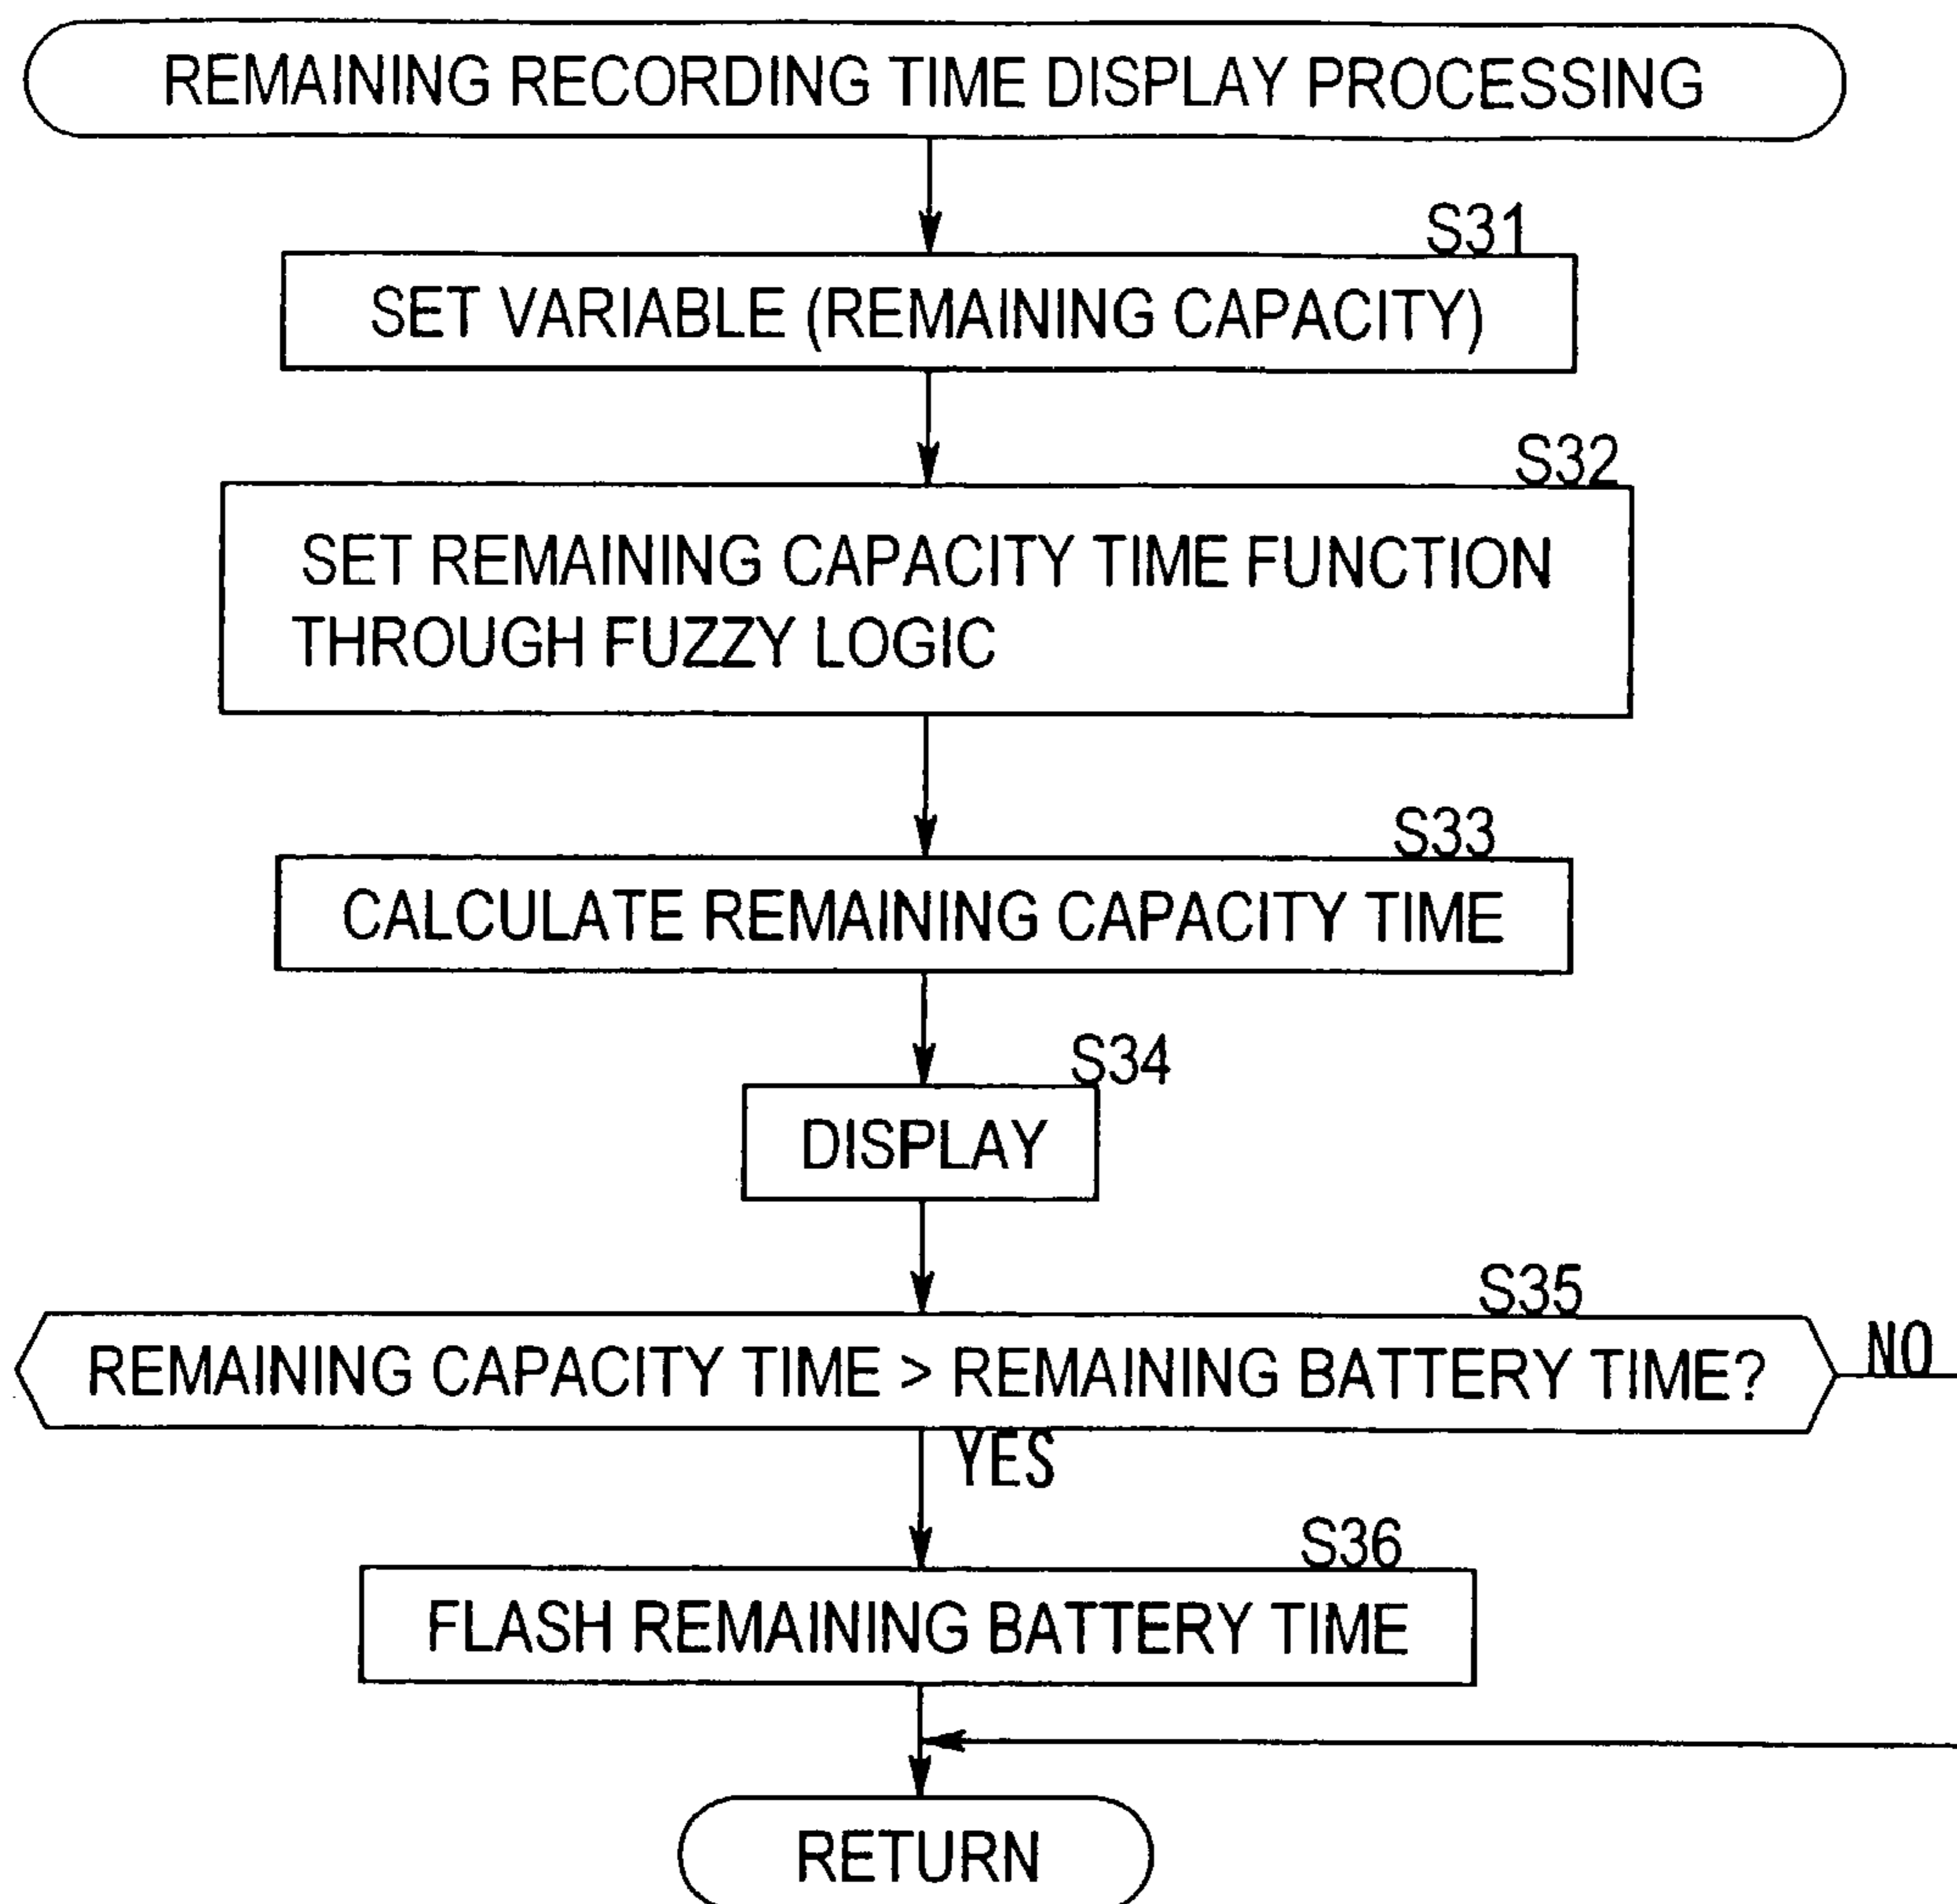 REMAINING RECORDING TIME DISPLAY PROCESSING
S31
SET VARIABLE (REMAINING CAPACITY)
S32
SET REMAINING CAPACITY TIME FUNCTION
THROUGH FUZZY LOGIC
S33
CALCULATE REMAINING CAPACITY TIME
S34
DISPLAY
S35
REMAINING CAPACITY TIME > REMAINING BATTERY TIME?
NO
YES
S36
FLASH REMAINING BATTERY TIME
RETURN